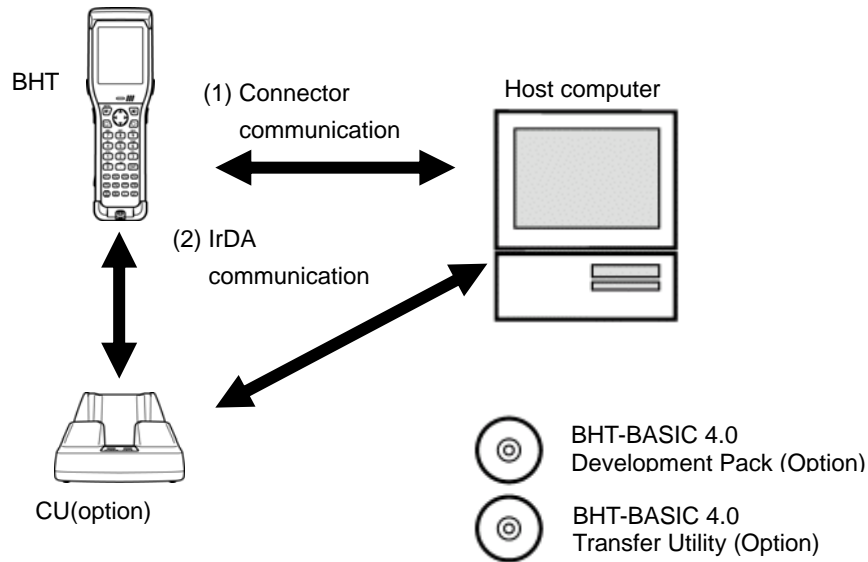 BHT
(1) Connector
communication
Host computer
(2) IrDA
communication
CU(option)
BHT-BASIC 4.0
Development Pack (Option)
BHT-BASIC 4.0
Transfer Utility (Option)